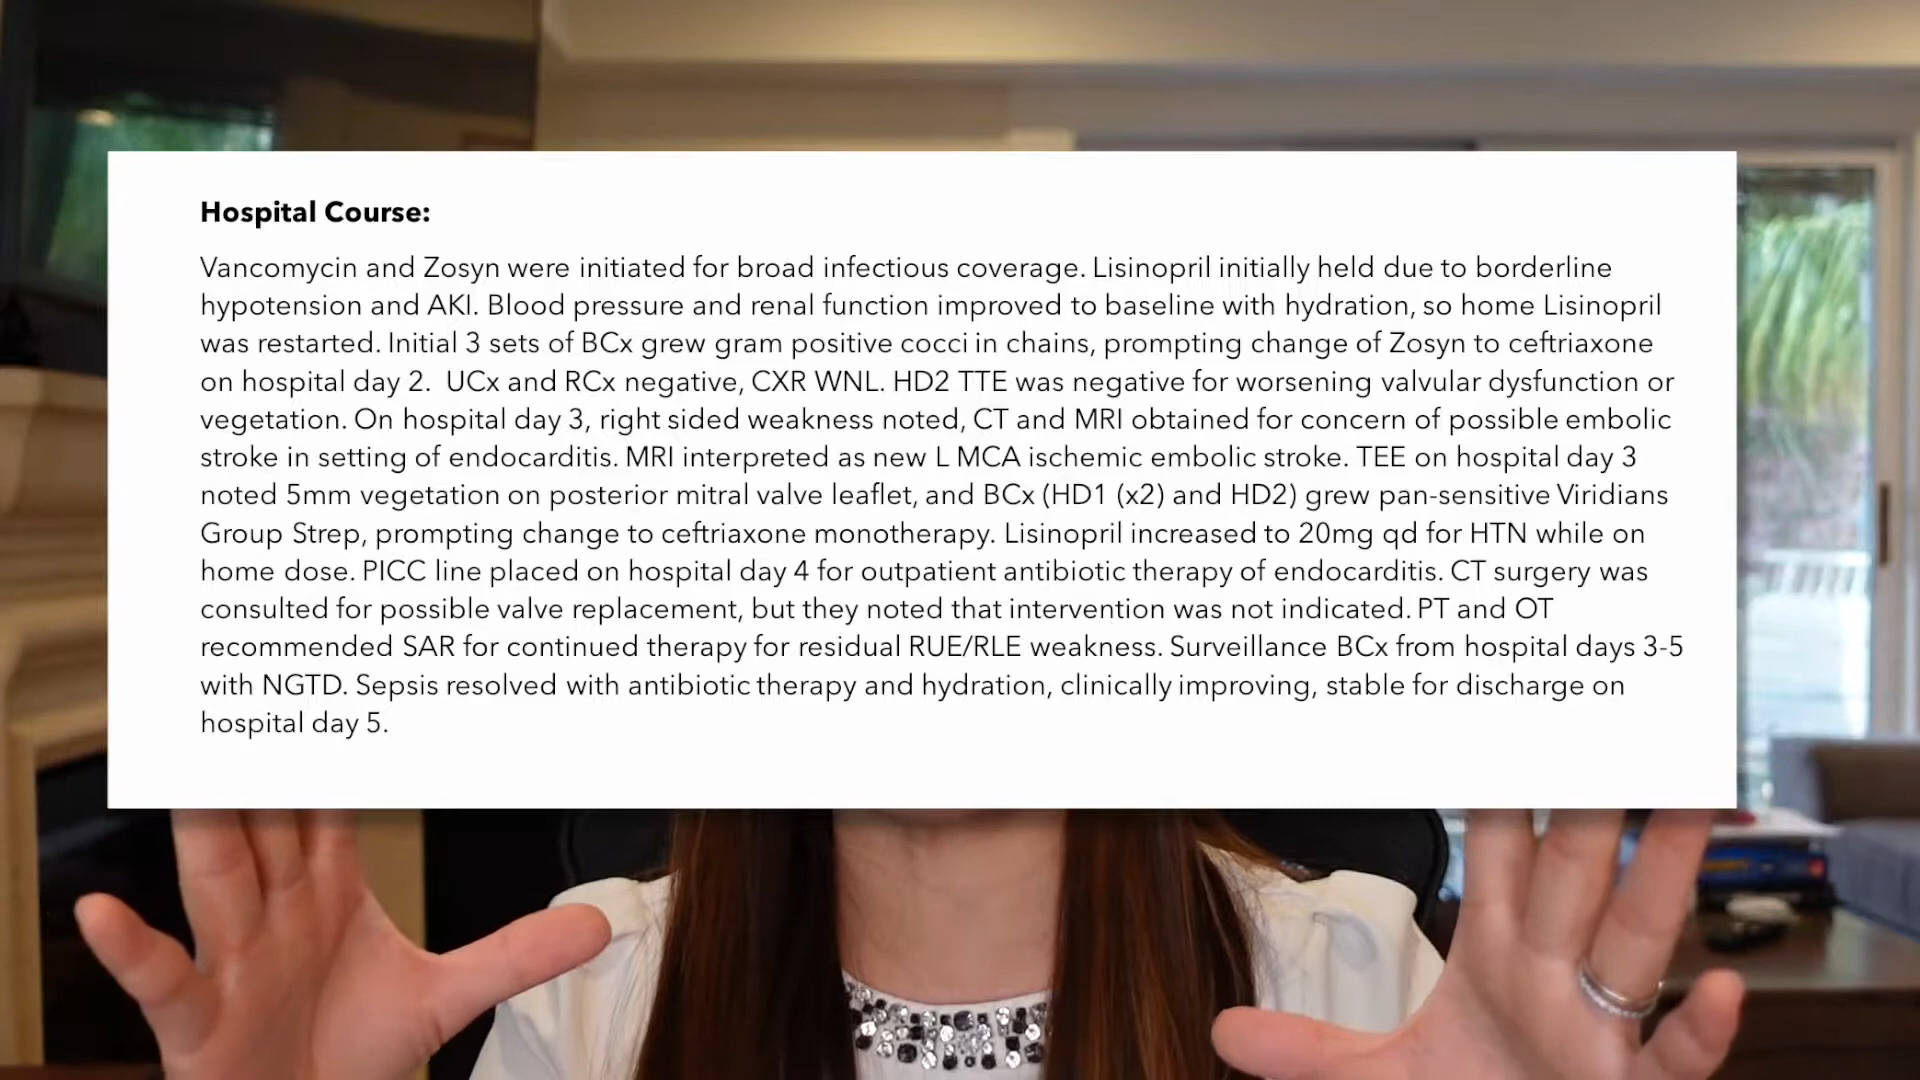 Hospital Course:
Vancomycin and Zosyn were initiated for broad infectious coverage. Lisinopril initially held due to borderline
hypotension and AKI. Blood pressure and renal function improved to baseline with hydration, so home Lisinopril
was restarted. Initial 3 sets of BCx grew gram positive cocci in chains, prompting change of Zosyn to ceftriaxone
on hospital day 2.  UCx and RCx negative, CXR WNL. HD2 TTE was negative for worsening valvular dysfunction or
vegetation. On hospital day 3, right sided weakness noted, CT and MRI obtained for concern of possible embolic
stroke in setting of endocarditis. MRI interpreted as new L MCA ischemic embolic stroke. TEE on hospital day 3
noted 5mm vegetation on posterior mitral valve leaflet, and BCx (HD1 (x2) and HD2) grew pan-sensitive Viridians
Group Strep, prompting change to ceftriaxone monotherapy. Lisinopril increased to 20mg qd for HTN while on
home dose. PICC line placed on hospital day 4 for outpatient antibiotic therapy of endocarditis. CT surgery was
consulted for possible valve replacement, but they noted that intervention was not indicated. PT and OT
recommended SAR for continued therapy for residual RUE/RLE weakness. Surveillance BCx from hospital days 3-5
with NGTD. Sepsis resolved with antibiotic therapy and hydration, clinically improving, stable for discharge on
hospital day 5.